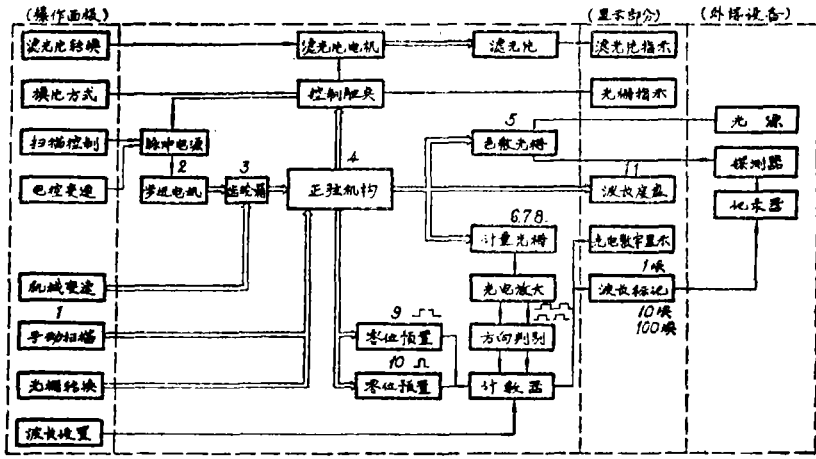 (操作面版)
(显示部分)
(外接设备)
滤光片转换
滤光片电机
滤光片
滤光片指示
换片方式
控制触头
光栅指示
5
扫描控制
脉冲电源
色散光栅
光源
2
3
4
11
探测器
电控变速
步进电机
齿轮箱
正弦机构
波长度盘
记录器
6.7.8.
计量光栅
光电数字显示
机械变速
光电放大
1埃
波长标记
1
手动扫描
9
零位预置
方向判别
10埃
100埃
10
光栅转换
零位预置
计数器
波长设置